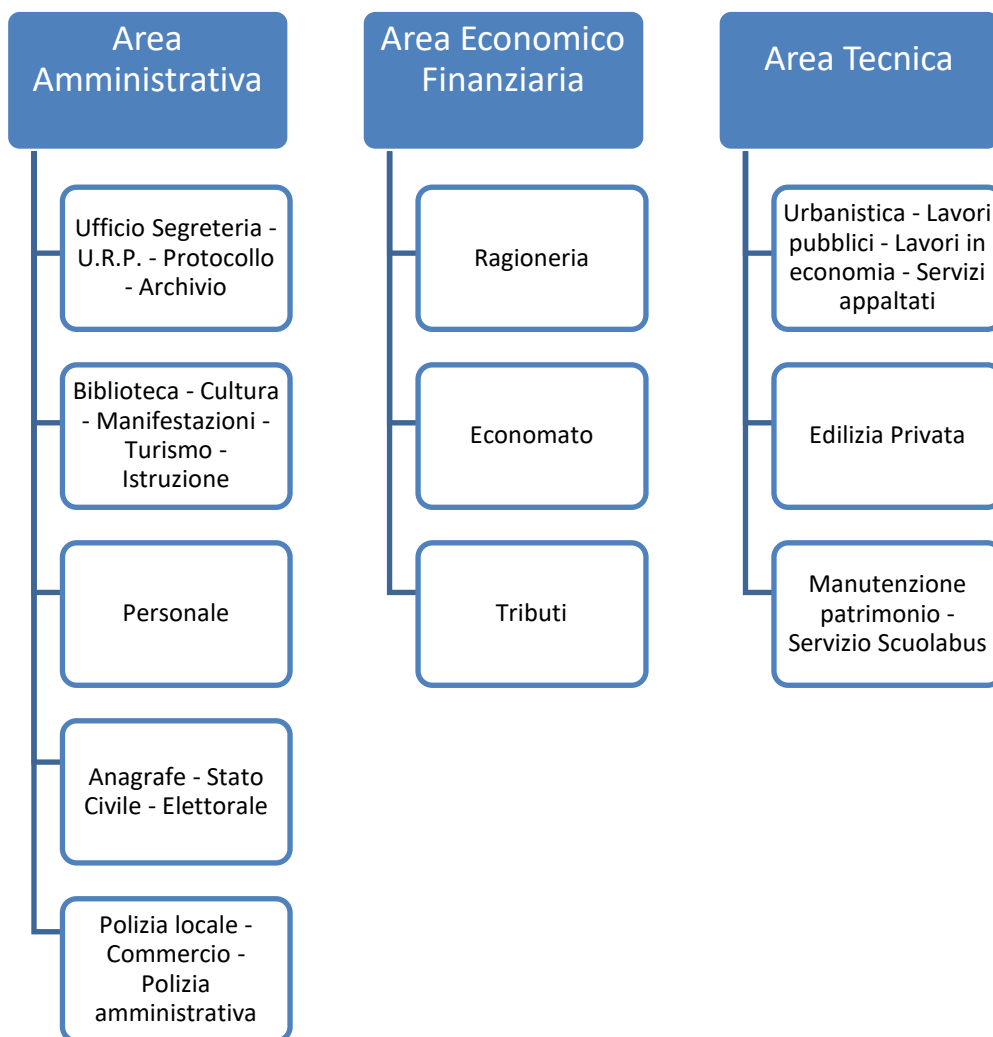 Area
Amministrativa
Ufficio Segreteria -
U.R.P. - Protocollo
- Archivio
Biblioteca - Cultura
- Manifestazioni -
Turismo -
Istruzione
Personale
Anagrafe - Stato
Civile - Elettorale
Polizia locale -
Commercio -
Polizia
amministrativa
Area Economico
Finanziaria
Ragioneria
Economato
Tributi
Area Tecnica
Urbanistica - Lavori
pubblici - Lavori in
economia - Servizi
appaltati
Edilizia Privata
Manutenzione
patrimonio -
Servizio Scuolabus